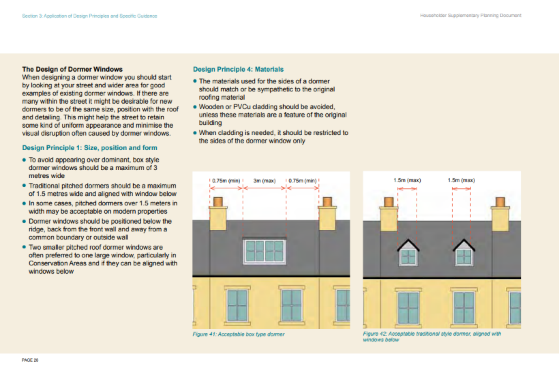 Section 2 Application of Design Principles and Specific Guidance
Householder Supplementary Planning Document
The Design of Dormer Windows
When designing a dormer window you should start
by looking at your street and wider area for good
examples of existing dormer windows. If there are
many within the street it might be desirable for new
dormers to be of the same size, position with the roof
and detailing. This might help the street to retain
some kind of uniform appearance and minimise the
visual disruption often caused by dormer windows.
Design Principle 1: Size, position and form
• To avoid appearing over dominant, box style
dormer windows should be a maximum of 3
metres wide
• Traditional pitched dormers should be a maximum
of 1.5 metres wide and aligned with window below
• In some cases, pitched dormers over 1.5 meters in
width may be acceptable on modern properties
• Dormer windows should be positioned below the
ridge, back from the front wall and away from a
common boundary or outside wall
• Two smaller pitched roof dormer windows are
often preferred to one large window, particularly in
Conservation Areas and if they can be aligned with
windows below
Design Principle 4: Materials
• The materials used for the sides of a dormer
should match or be sympathetic to the original
roofing material
• Wooden or PVCu cladding should be avoided,
unless these materials are a feature of the original
building
• When cladding is needed, it should be restricted to
the sides of the dormer window only
0.75m (min) 3m (max) 0.75m (min)
Figure 41: Acceptable box type dormer
1.5m (max) 1.5m (max)
Figure 42: Acceptable traditional style dormer, aligned with
windows below
PAGE 28